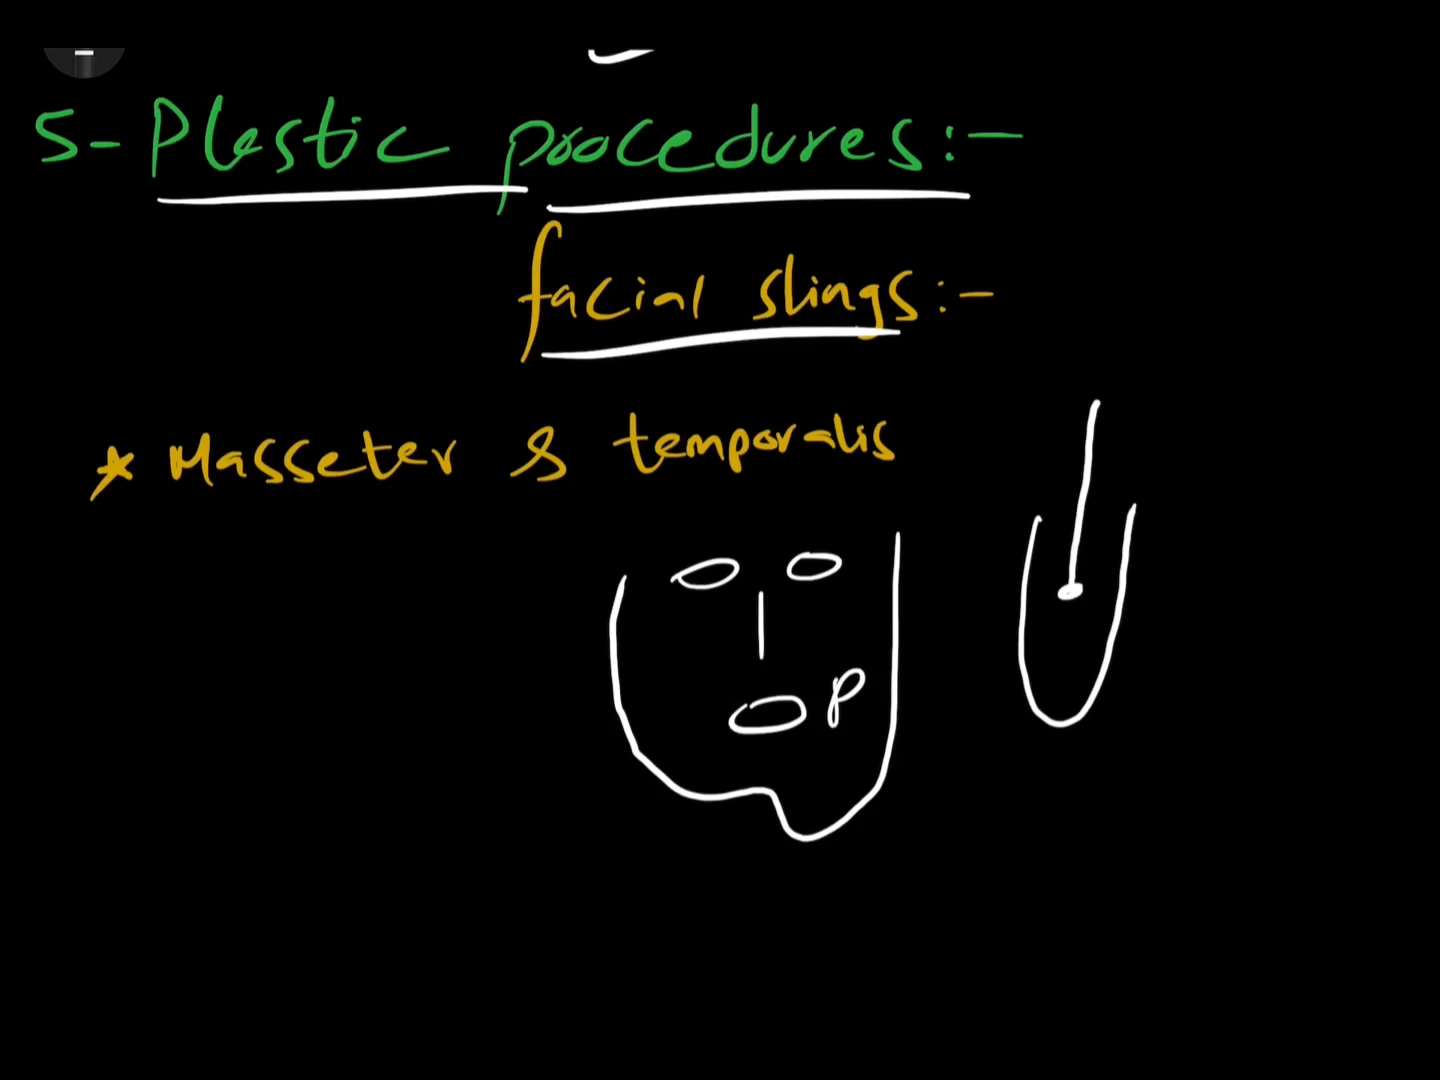 5- Plastic procedures:-
facial slings:-
* Masseter & temporalis
P